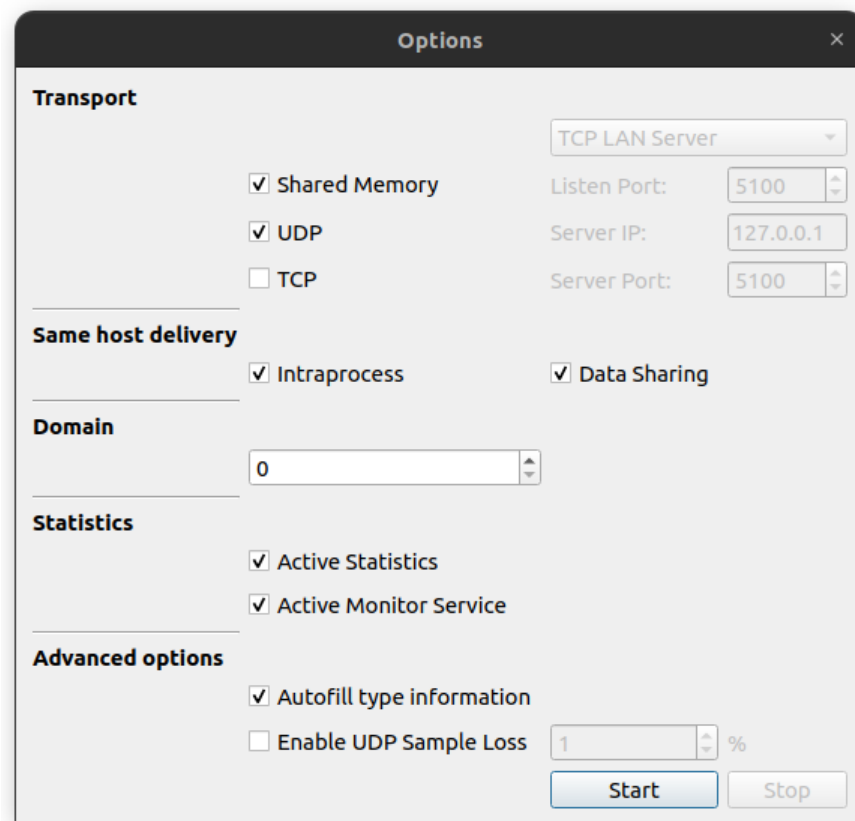 Options
Transport
TCP LAN Server
Shared Memory Listen Port: 5100
UDP Server IP: 127.0.0.1
TCP Server Port: 5100
Same host delivery
Intraprocess Data Sharing
Domain
0
Statistics
Active Statistics
Active Monitor Service
Advanced options
Autofill type information
Enable UDP Sample Loss 1 %
Start Stop